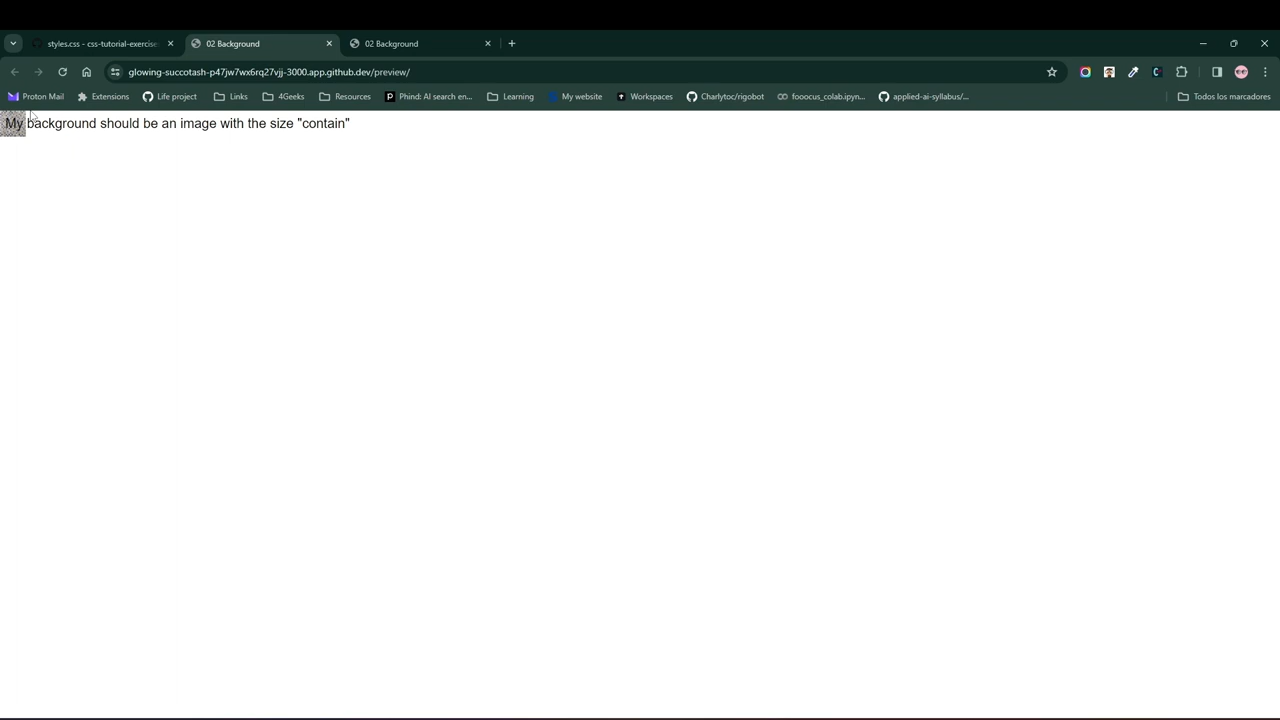 styles.css - css-tutorial-exercise
02 Background
02 Background
glowing-succotash-p47jw7wx6rq27vjj-3000.app.github.dev/preview/
Proton Mail
Extensions
Life project
Links
4Geeks
Resources
Phind: AI search en...
Learning
My website
Workspaces
Charlytoc/rigobot
fooocus_colab.ipyn...
applied-ai-syllabus/...
Todos los marcadores
My background should be an image with the size "contain"